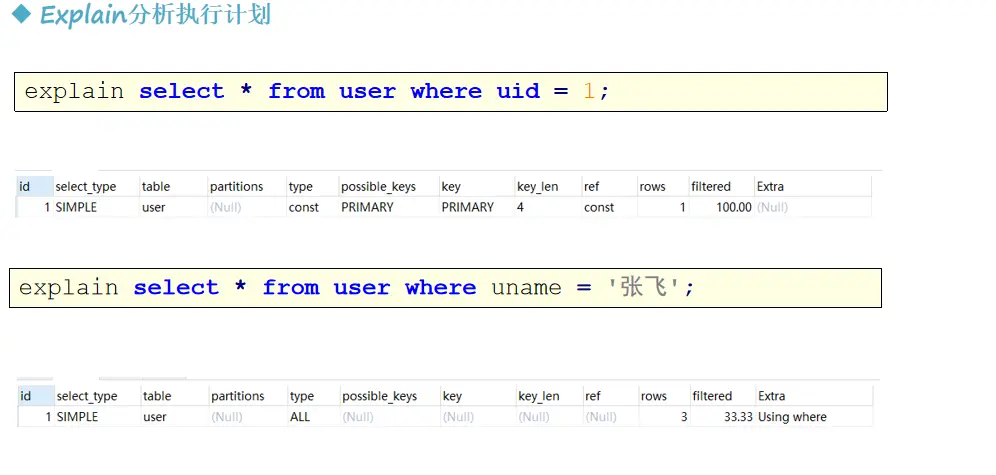 ◆ Explain分析执行计划
explain select * from user where uid = 1;
id select_type table partitions type possible_keys key key_len ref rows filtered Extra
1 SIMPLE user (Null) const PRIMARY PRIMARY 4 const 1 100.00 (Null)
explain select * from user where uname = '张飞';
id select_type table partitions type possible_keys key key_len ref rows filtered Extra
1 SIMPLE user (Null) ALL (Null) (Null) (Null) (Null) 3 33.33 Using where